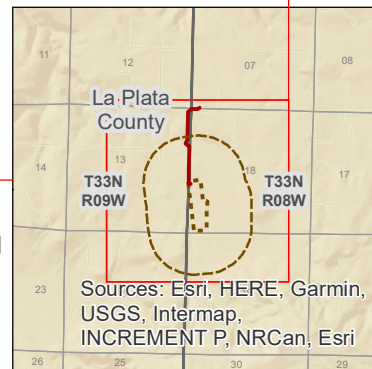 11
12
07
08
La Plata
County
14
13
18
17
T33N
R09W
T33N
R08W
23
Sources: Esri, HERE, Garmin,
USGS, Intermap,
INCREMENT P, NRCan, Esri
26
25
30
29